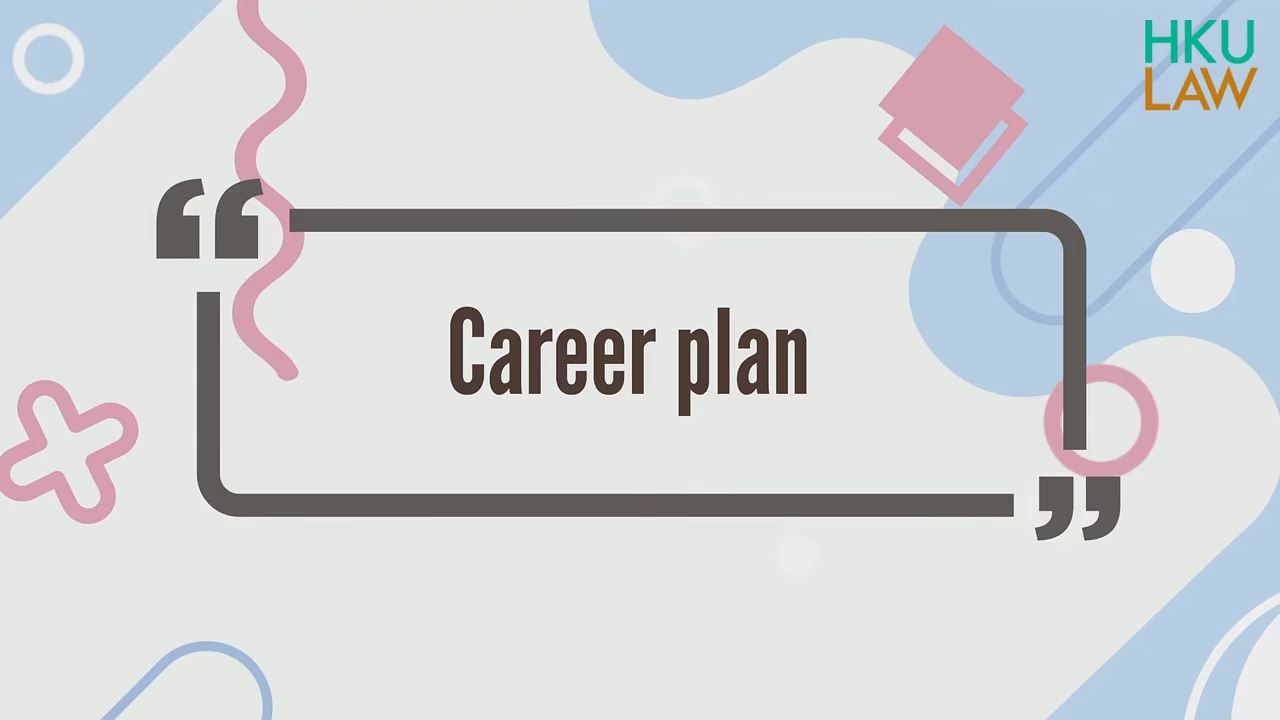 HKU
LAW
“
Career plan
”